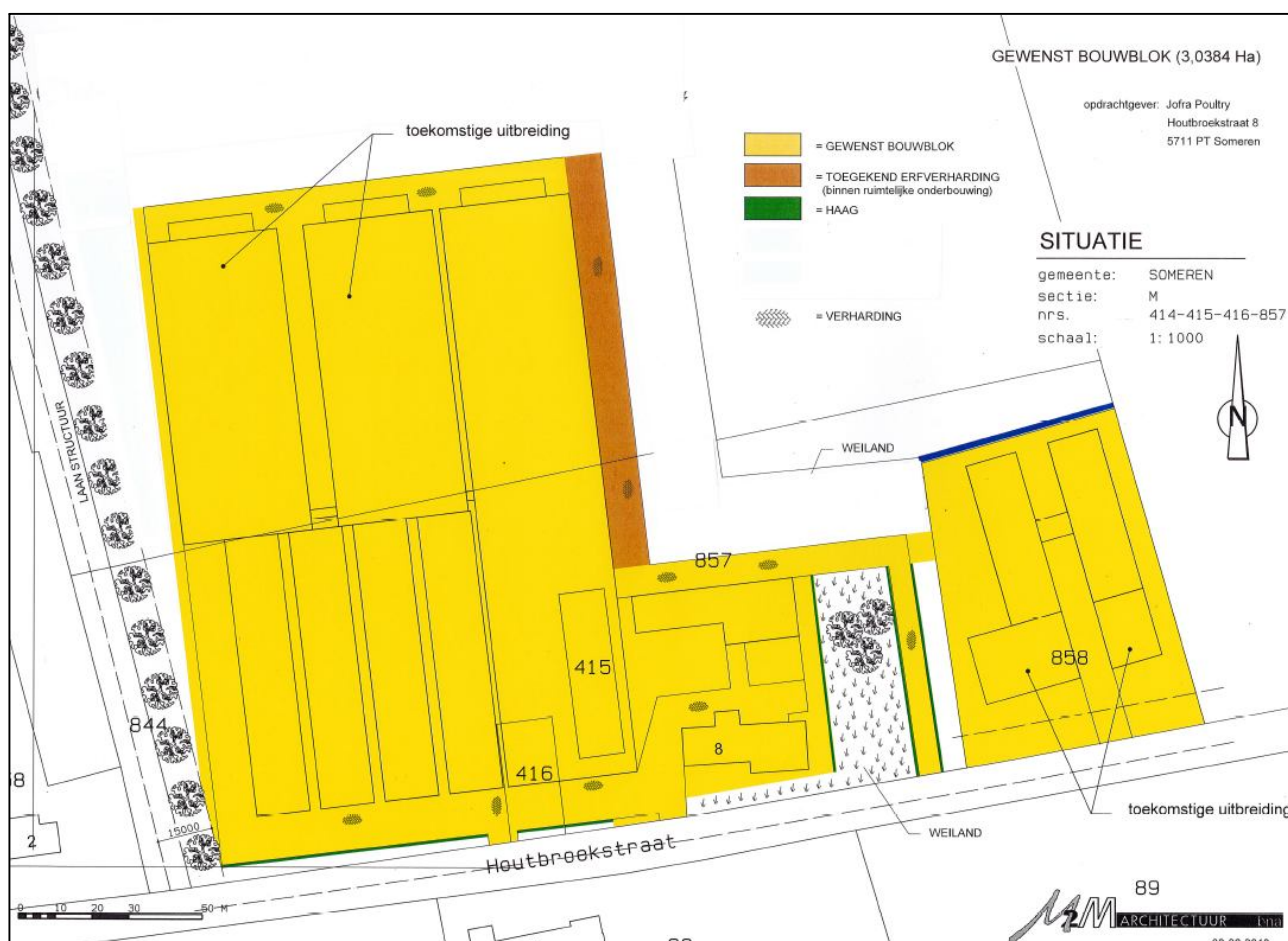 GEWENST BOUWBLOK (3,0384 Ha)
opdrachtgever: Jofra Poultry
Houtbroekstraat 8
5711 PT Someren
toekomstige uitbreiding
= GEWENST BOUWBLOK
= TOEGEKEND ERFVERHARDING
(binnen ruimtelijke onderbouwing)
= HAAG
= VERHARDING
SITUATIE
gemeente: SOMEREN
sectie: M
nrs. 414-415-416-857
schaal: 1:1000
N
LAAN STRUCTUUR
WEILAND
857
415
858
844
8
416
15000
2
toekomstige uitbreiding
WEILAND
Houtbroekstraat
0 10 20 30 50 M
89
M2M ARCHITECTUUR bna